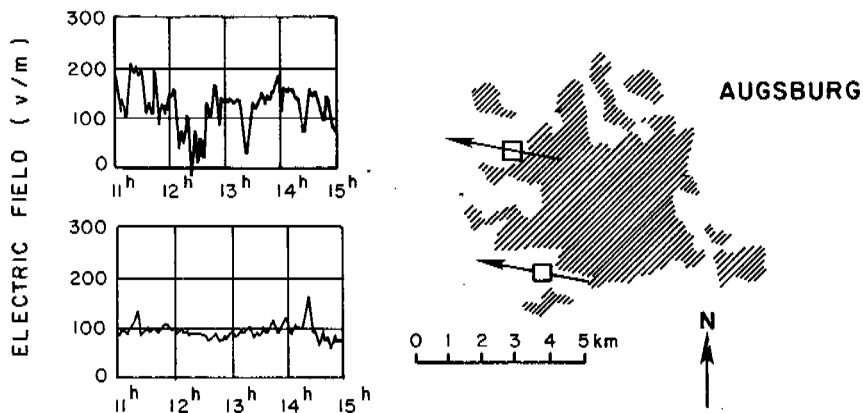 ELECTRIC FIELD (v/m)
300
200
100
0
11h 12h 13h 14h 15h
300
200
100
0
11h 12h 13h 14h 15h
AUGSBURG
0 1 2 3 4 5 km
N